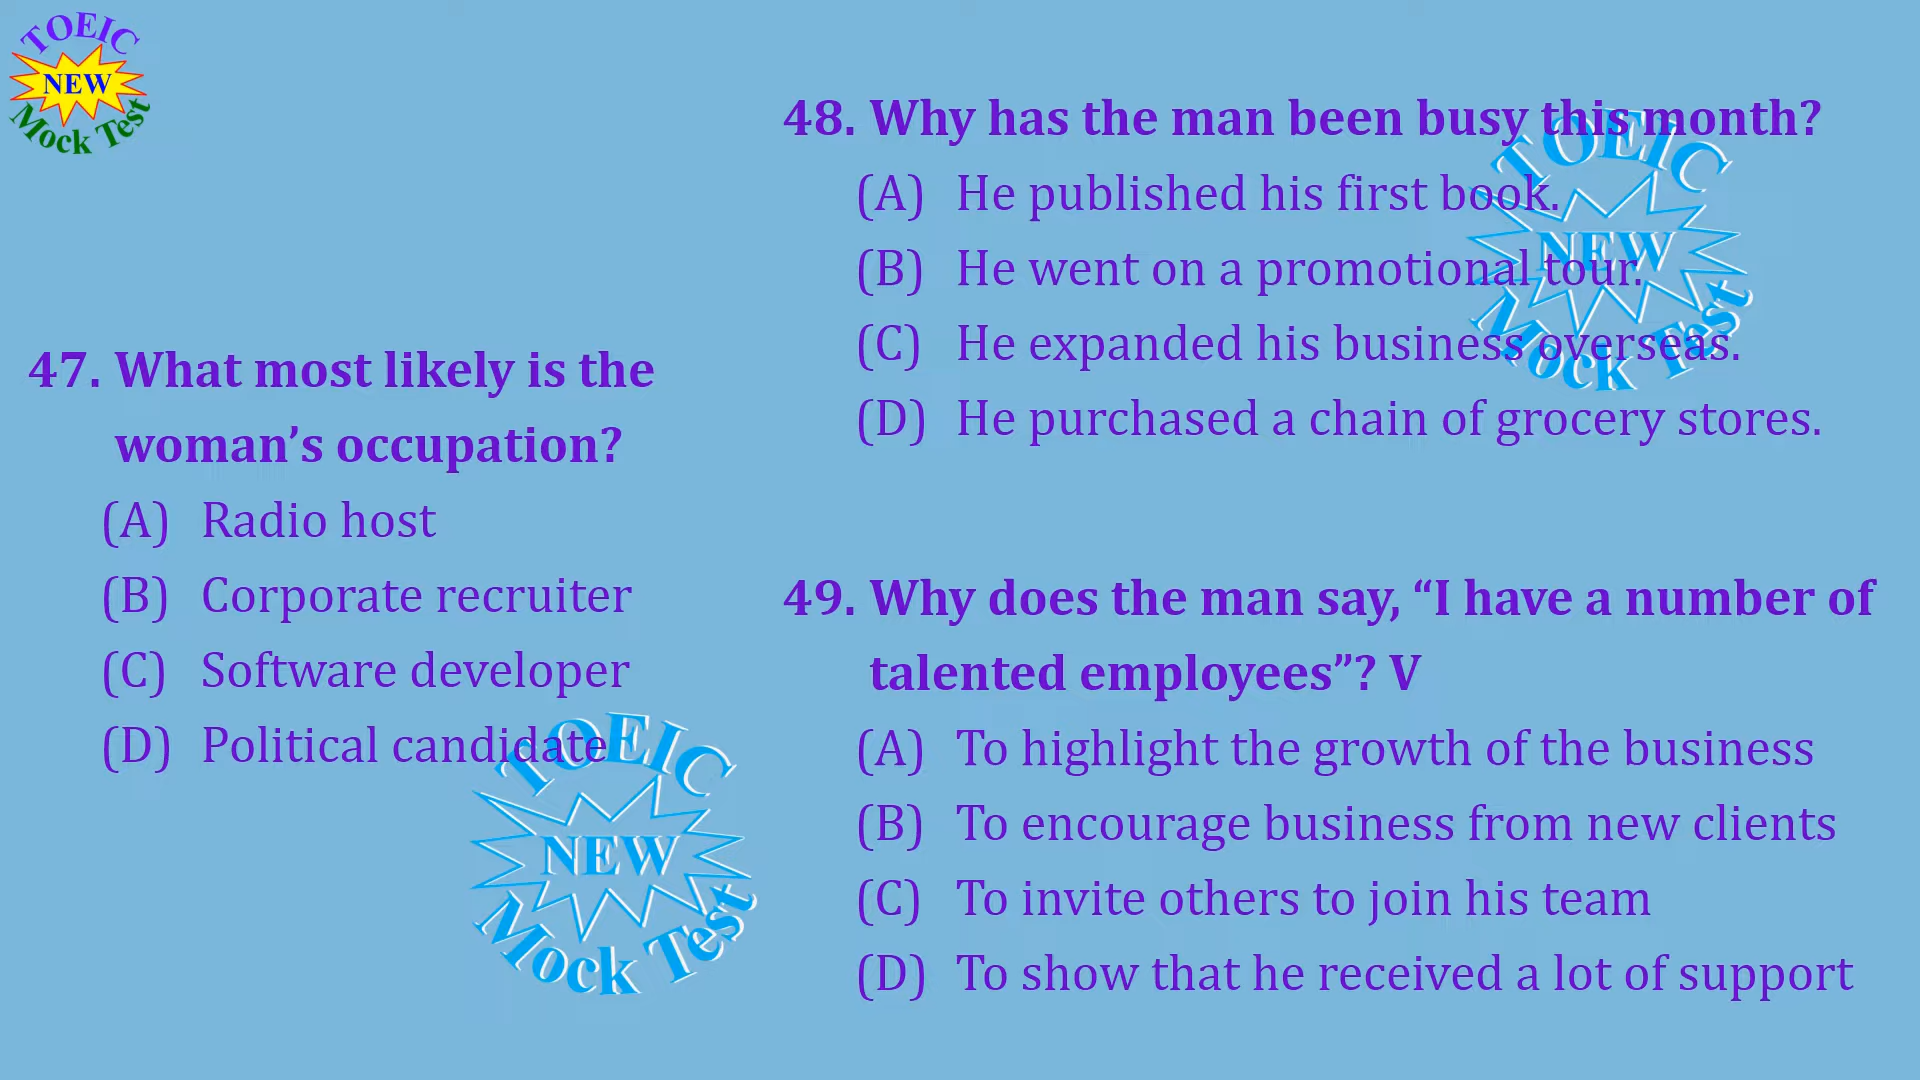 TOEIC
NEW
Mock Test
47. What most likely is the
woman’s occupation?
(A) Radio host
(B) Corporate recruiter
(C) Software developer
(D) Political candidate
TOEIC
NEW
Mock Test
48. Why has the man been busy this month?
(A) He published his first book.
(B) He went on a promotional tour.
(C) He expanded his business overseas.
(D) He purchased a chain of grocery stores.
TOEIC
NEW
Mock Test
49. Why does the man say, “I have a number of
talented employees”? V
(A) To highlight the growth of the business
(B) To encourage business from new clients
(C) To invite others to join his team
(D) To show that he received a lot of support